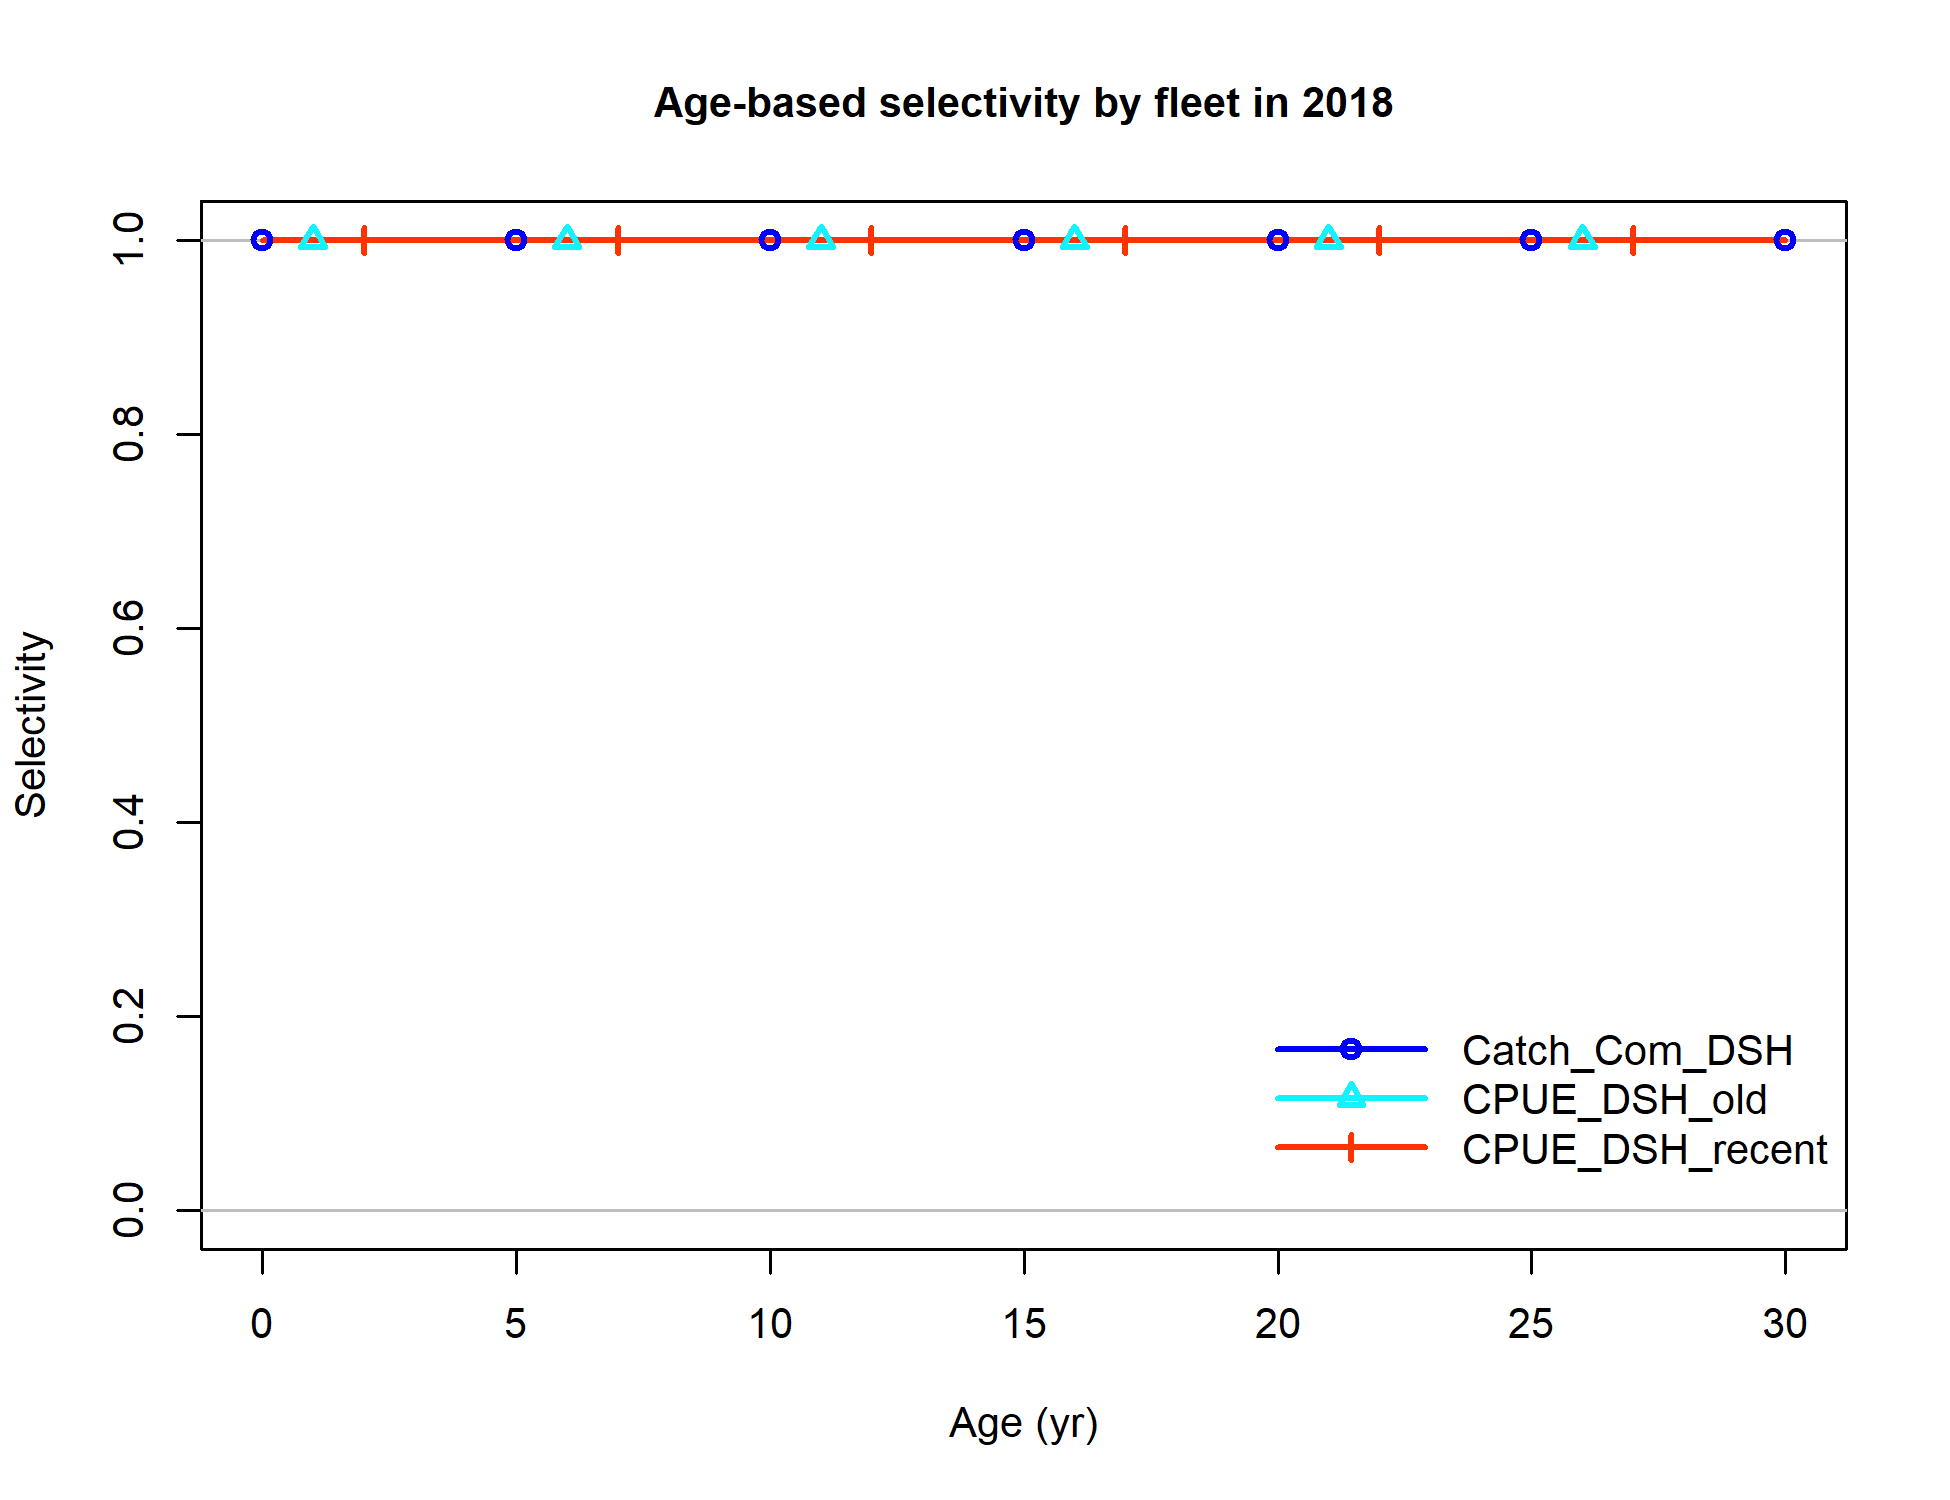 Age-based selectivity by fleet in 2018
1.0
0.8
0.6
0.4
0.2
0.0
Selectivity
Catch_Com_DSH
CPUE_DSH_old
CPUE_DSH_recent
0 5 10 15 20 25 30
Age (yr)